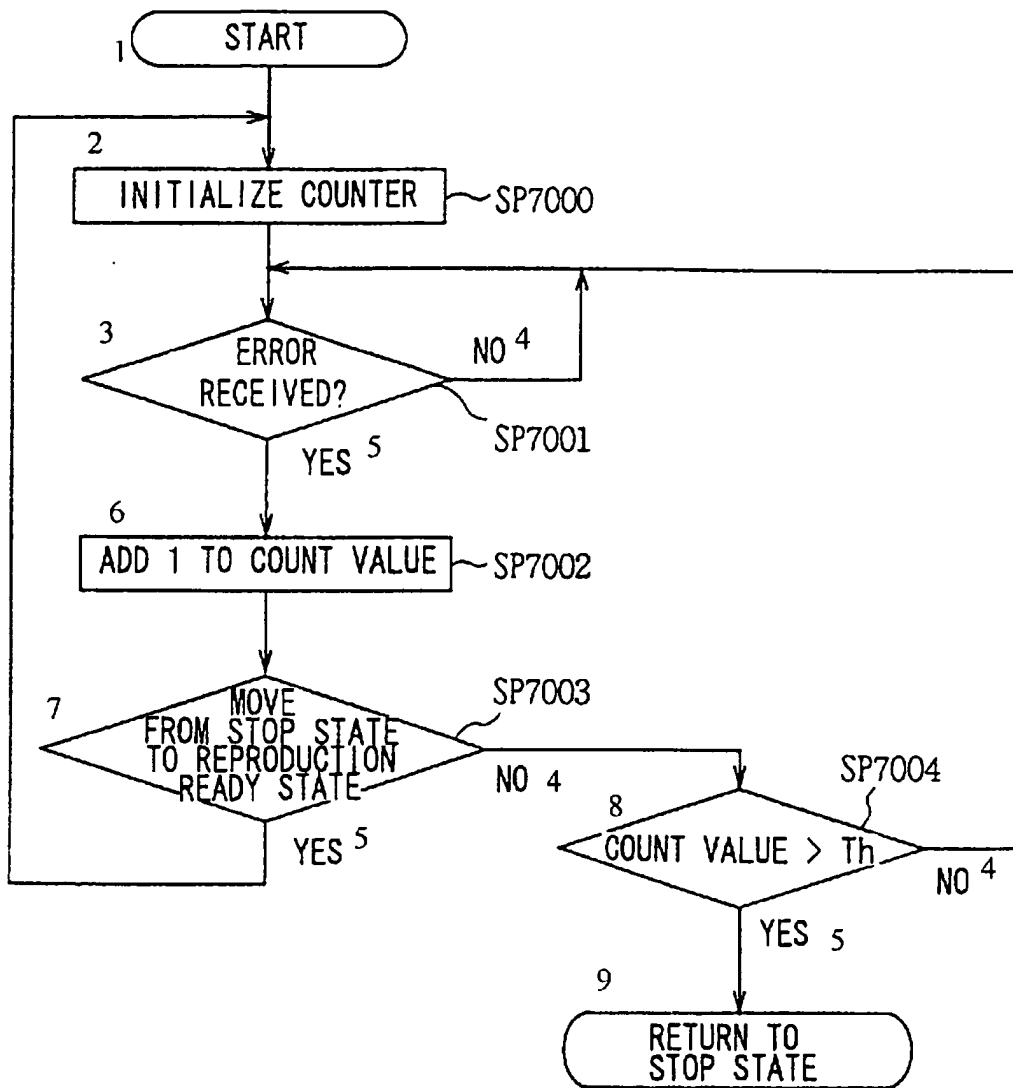 1
START
2
INITIALIZE COUNTER
SP7000
3
ERROR
RECEIVED?
NO 4
SP7001
YES 5
6
ADD 1 TO COUNT VALUE
SP7002
7
MOVE
FROM STOP STATE
TO REPRODUCTION
READY STATE
SP7003
NO 4
YES 5
8
COUNT VALUE > Th
SP7004
NO 4
YES 5
9
RETURN TO
STOP STATE